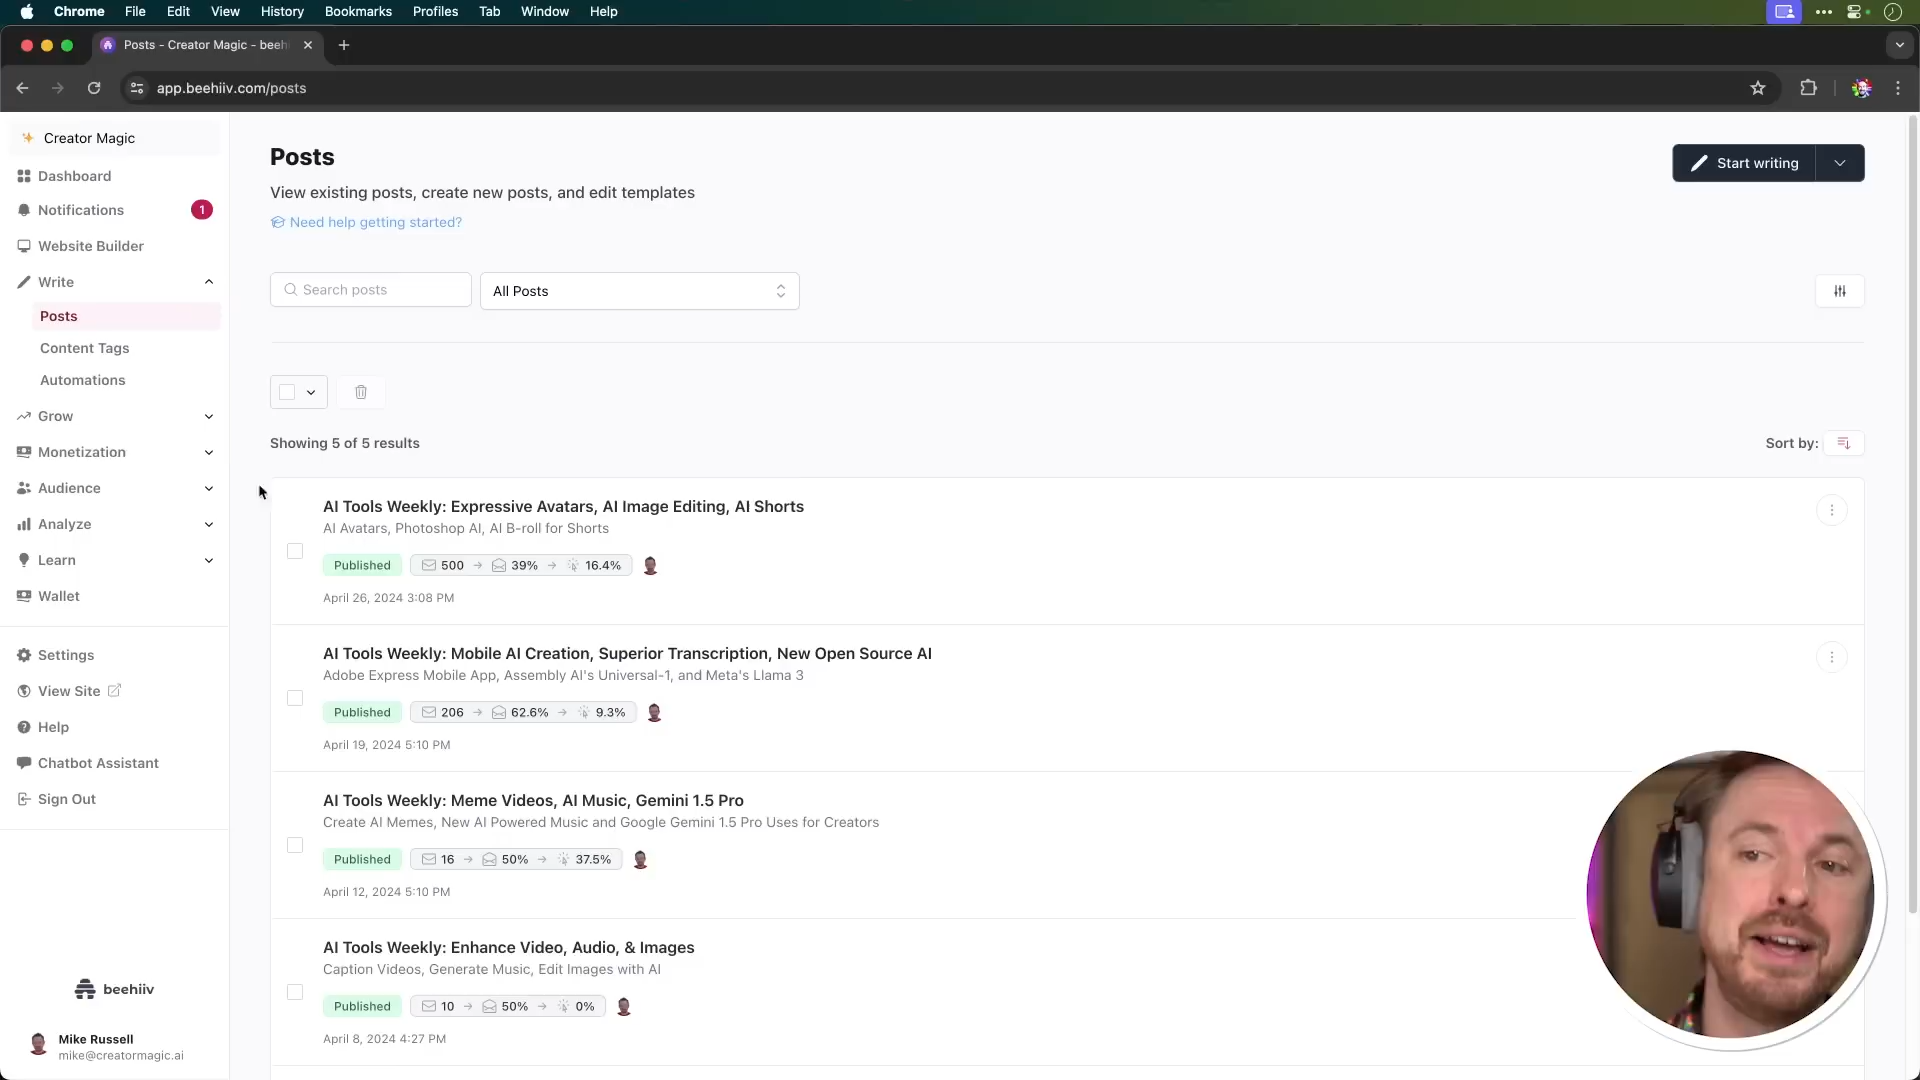 Chrome File Edit View History Bookmarks Profiles Tab Window Help
Posts - Creator Magic - beehi
app.beehiiv.com/posts
Creator Magic
Dashboard
Notifications
1
Website Builder
Write
Posts
Content Tags
Automations
Grow
Monetization
Audience
Analyze
Learn
Wallet
Settings
View Site
Help
Chatbot Assistant
Sign Out
beehiiv
Mike Russell
mike@creatormagic.ai
Posts
View existing posts, create new posts, and edit templates
Need help getting started?
Start writing
Search posts
All Posts
Showing 5 of 5 results
Sort by:
AI Tools Weekly: Expressive Avatars, AI Image Editing, AI Shorts
AI Avatars, Photoshop AI, AI B-roll for Shorts
Published 500 → 39% → 16.4%
April 26, 2024 3:08 PM
AI Tools Weekly: Mobile AI Creation, Superior Transcription, New Open Source AI
Adobe Express Mobile App, Assembly AI's Universal-1, and Meta's Llama 3
Published 206 → 62.6% → 9.3%
April 19, 2024 5:10 PM
AI Tools Weekly: Meme Videos, AI Music, Gemini 1.5 Pro
Create AI Memes, New AI Powered Music and Google Gemini 1.5 Pro Uses for Creators
Published 16 → 50% → 37.5%
April 12, 2024 5:10 PM
AI Tools Weekly: Enhance Video, Audio, & Images
Caption Videos, Generate Music, Edit Images with AI
Published 10 → 50% → 0%
April 8, 2024 4:27 PM